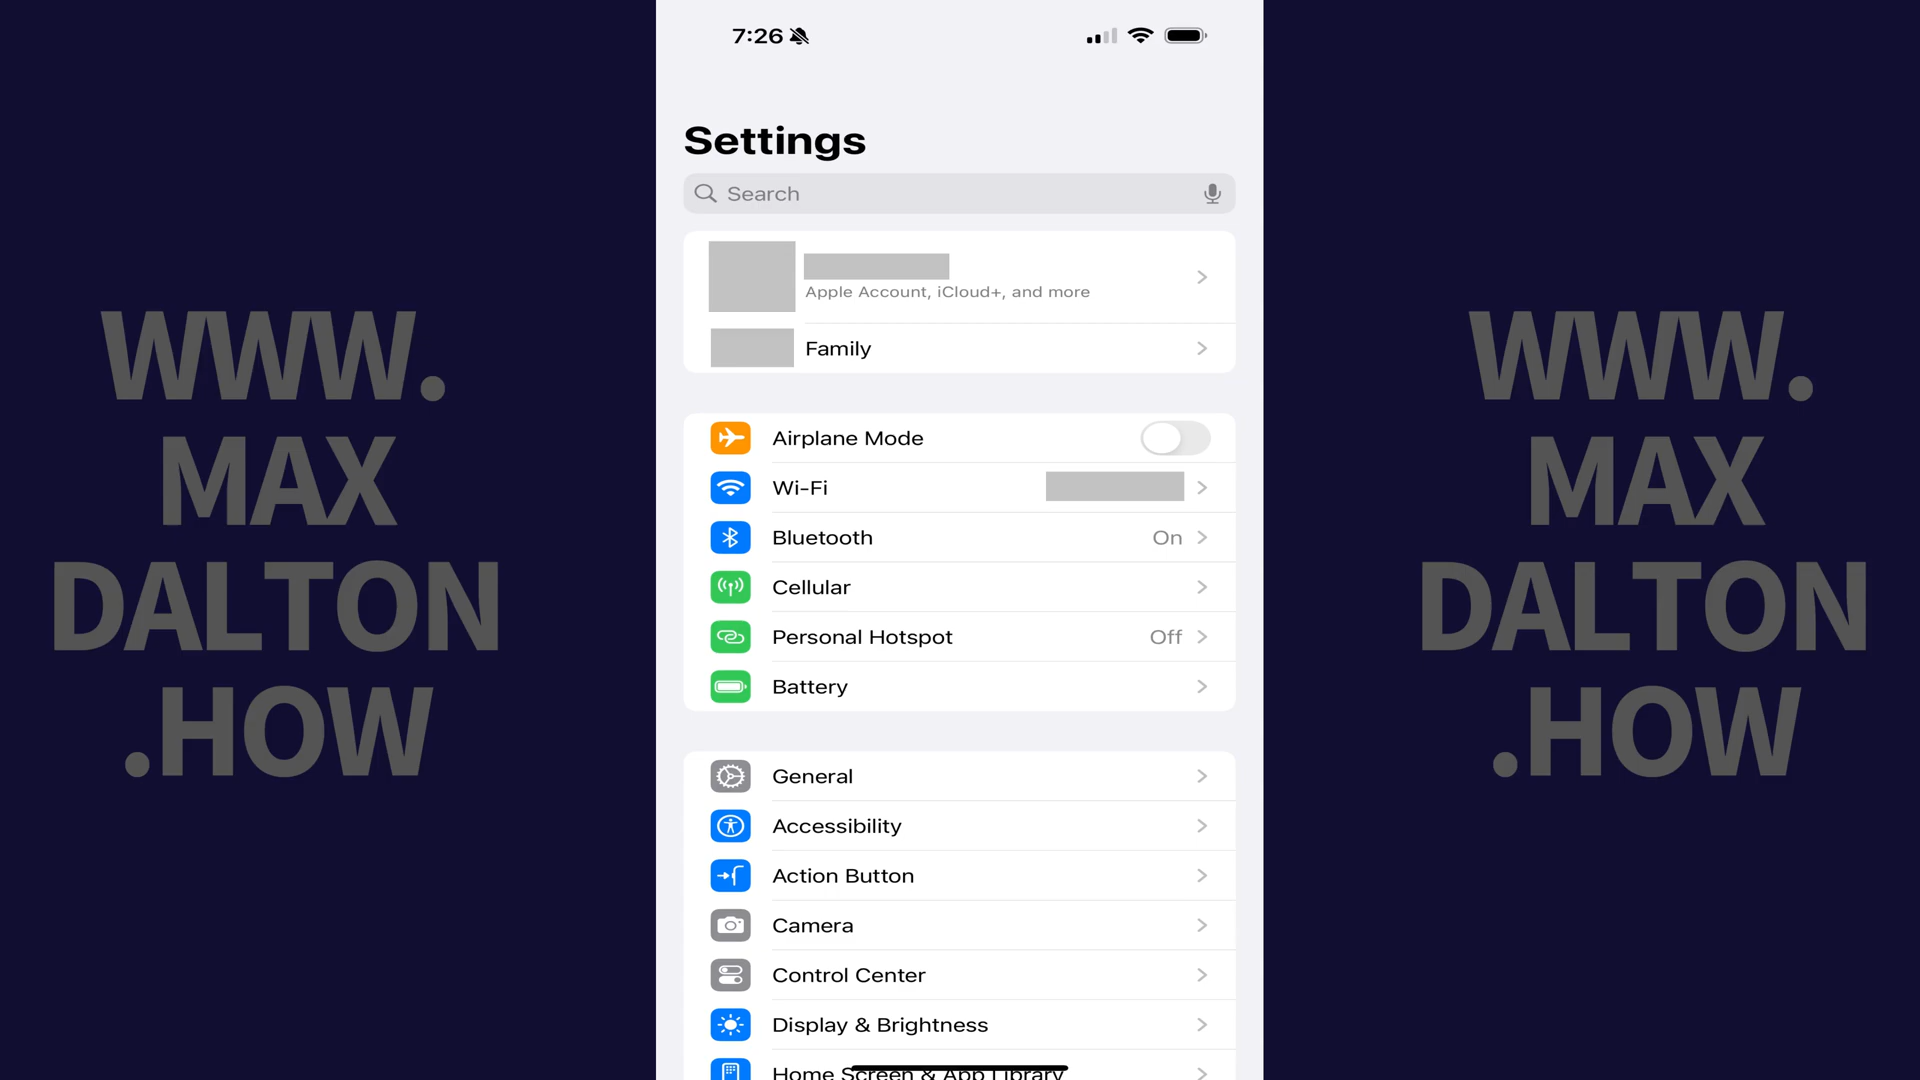 WWW.
MAX
DALTON
.HOW
7:26
Settings
Search
Apple Account, iCloud+, and more
Family
Airplane Mode
Wi-Fi
Bluetooth On
Cellular
Personal Hotspot Off
Battery
General
Accessibility
Action Button
Camera
Control Center
Display & Brightness
Home Screen & App Library
WWW.
MAX
DALTON
.HOW